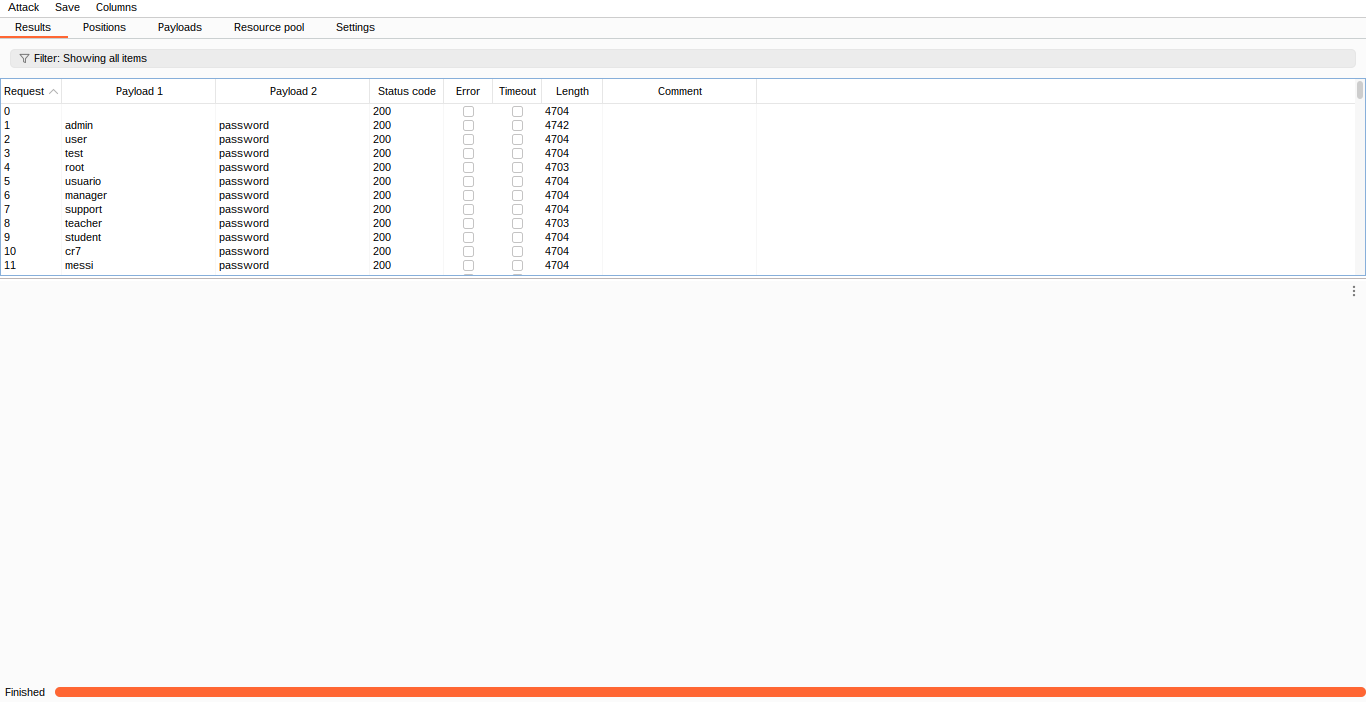 Attack Save Columns
Results Positions Payloads Resource pool Settings
Filter: Showing all items
Request Payload 1 Payload 2 Status code Error Timeout Length Comment
0 200 4704
1 admin password 200 4742
2 user password 200 4704
3 test password 200 4704
4 root password 200 4703
5 usuario password 200 4704
6 manager password 200 4704
7 support password 200 4704
8 teacher password 200 4703
9 student password 200 4704
10 cr7 password 200 4704
11 messi password 200 4704
Finished